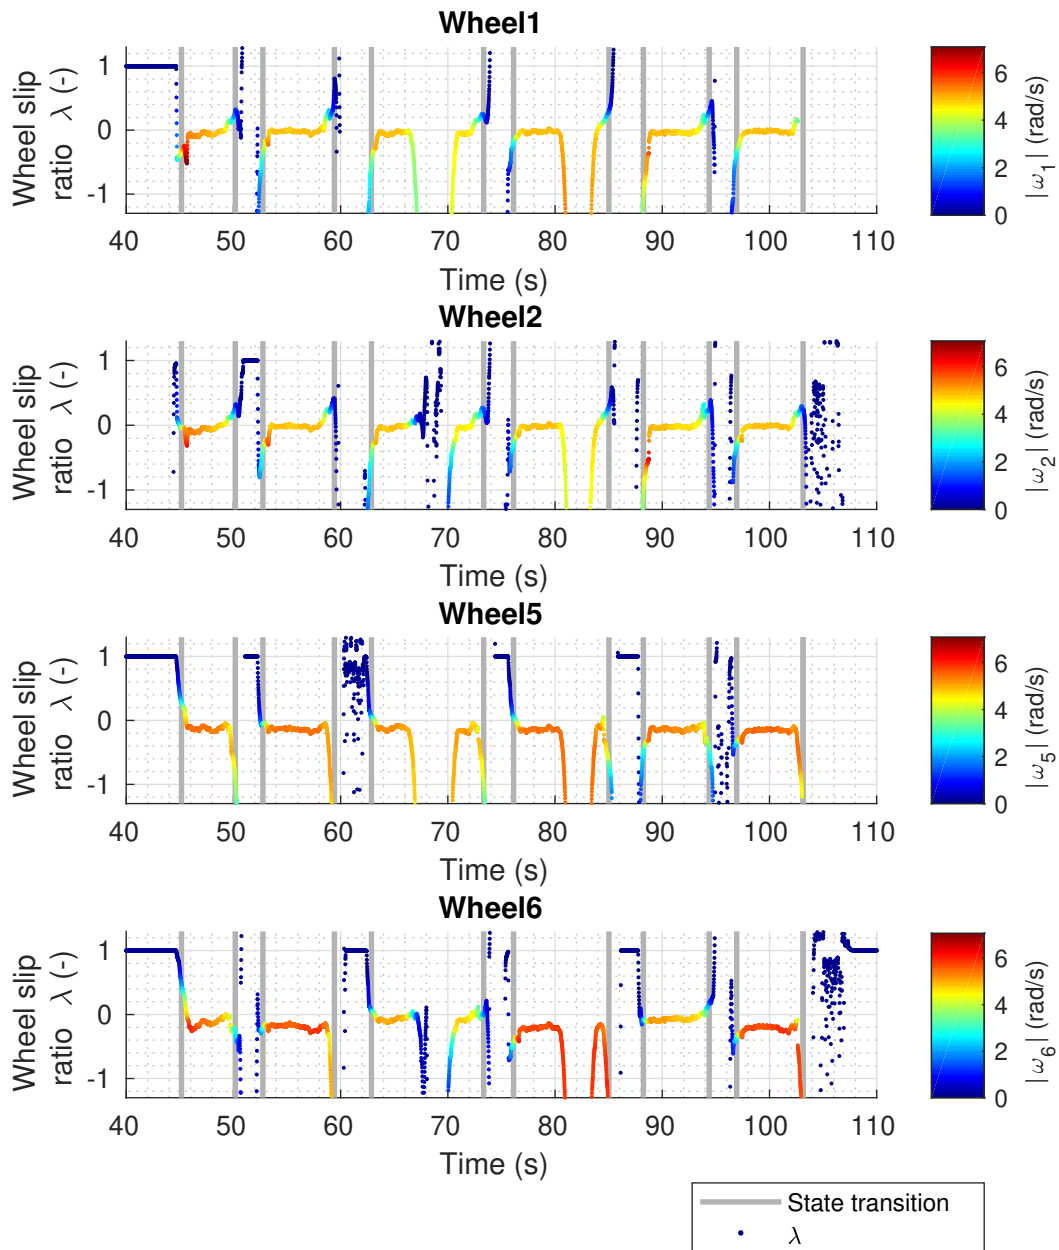 Wheel1
Wheel slip
ratio λ (-)
1
0
-1
40 50 60 70 80 90 100 110
Time (s)
6
4
2
0
|ω1| (rad/s)
Wheel2
Wheel slip
ratio λ (-)
1
0
-1
40 50 60 70 80 90 100 110
Time (s)
6
4
2
0
|ω2| (rad/s)
Wheel5
Wheel slip
ratio λ (-)
1
0
-1
40 50 60 70 80 90 100 110
Time (s)
6
4
2
0
|ω5| (rad/s)
Wheel6
Wheel slip
ratio λ (-)
1
0
-1
40 50 60 70 80 90 100 110
Time (s)
6
4
2
0
|ω6| (rad/s)
State transition
λ